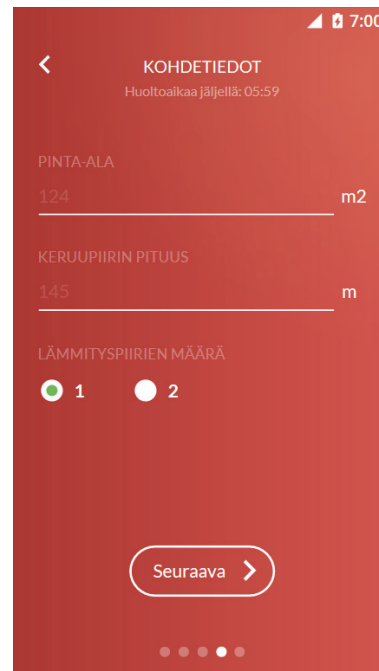 7:00
KOHDETIEDOT
Huoltoaikaa jäljellä: 05:59
PINTA-ALA
124 m2
KERUUPIIRIN PITUUS
145 m
LÄMMITYSPIIRIEN MÄÄRÄ
1 2
Seuraava